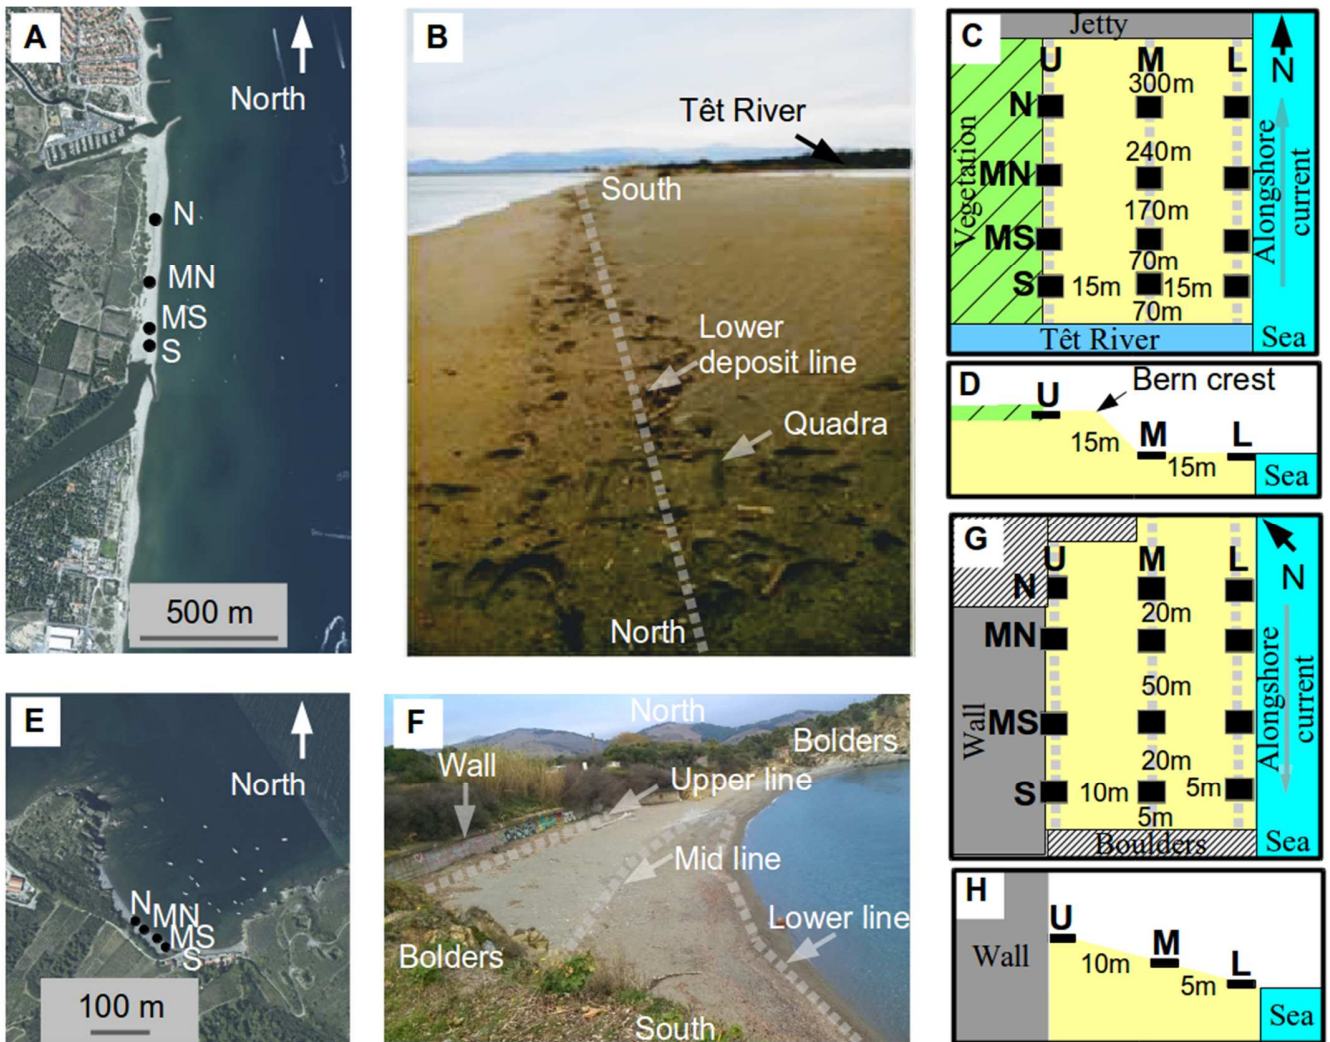 A
North
N
MN
MS
S
500 m
B
Têt River
South
Lower
deposit line
Quadra
North
C
Jetty
U M L
N
300m
N
240m
MN
170m
MS
70m
S
15m
15m
70m
Vegetation
Alongshore
current
Têt River
Sea
D
U
Bern crest
15m
M
L
15m
Sea
E
North
N
MN
MS
S
100 m
F
North
Bolders
Wall
Upper line
Mid line
Lower line
Bolders
South
G
U M L
N
N
20m
MN
50m
MS
20m
S
10m
5m
5m
Wall
Alongshore
current
Boulders
Sea
H
U
Wall
10m
M
5m
L
Sea